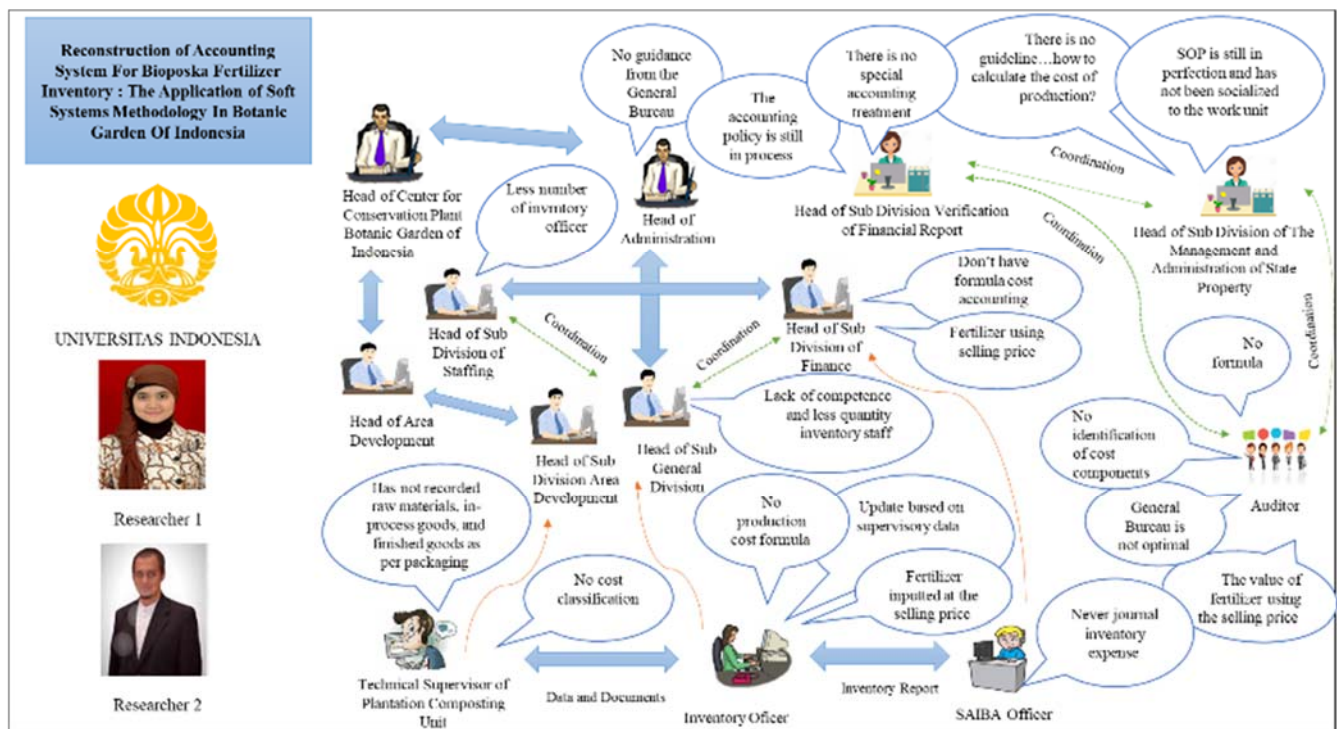 Reconstruction of Accounting
System For Bioposka Fertilizer
Inventory : The Application of Soft
Systems Methodology In Botanic
Garden Of Indonesia
UNIVERSITAS INDONESIA
Researcher 1
Researcher 2
Head of Center for
Conservation Plant
Botanic Garden of
Indonesia
No guidance
from the
General
Bureau
Head of
Administration
The
accounting
policy is still
in process
There is no
special
accounting
treatment
Head of Sub Division Verification
of Financial Report
There is no
guideline...how to
calculate the cost of
production?
SOP is still in
perfection and has
not been socialized
to the work unit
Coordination
Coordination
Coordination
Head of Sub Division of The
Management and
Administration of State
Property
Less number
of inventory
officer
Head of Sub
Division of
Staffing
Coordination
Coordination
Head of Sub
Division of
Finance
Don't have
formula cost
accounting
Fertilizer using
selling price
Head of Area
Development
Head of Sub
Division Area
Development
Head of Sub
General
Division
Lack of competence
and less quantity
inventory staff
No
formula
No
identification
of cost
components
Auditor
General
Bureau is
not optimal
The value of
fertilizer using
the selling price
Has not recorded
raw materials, in-
process goods, and
finished goods as
per packaging
No cost
classification
No
production
cost formula
Update based on
supervisory data
Fertilizer
inputted at the
selling price
Never journal
inventory
expense
Technical Supervisor of
Plantation Composting
Unit
Data and Documents
Inventory Oficer
Inventory Report
SAIBA Officer